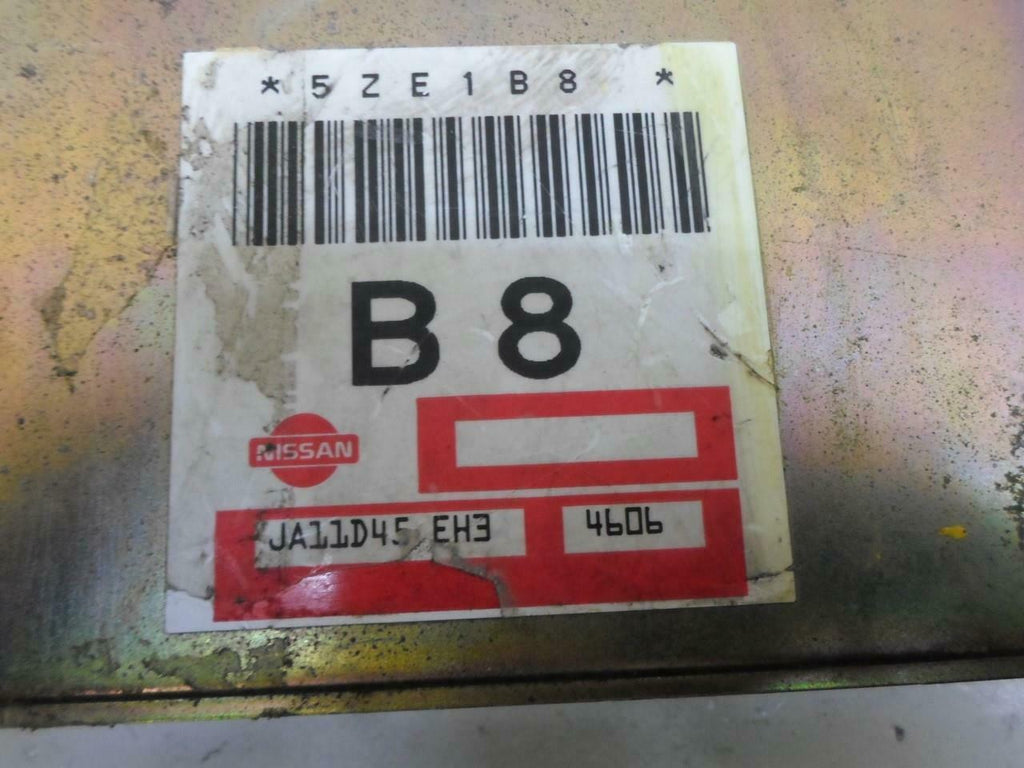 * 5 Z E 1 B 8 *
B 8
NISSAN
JA11D45 EH3
4606